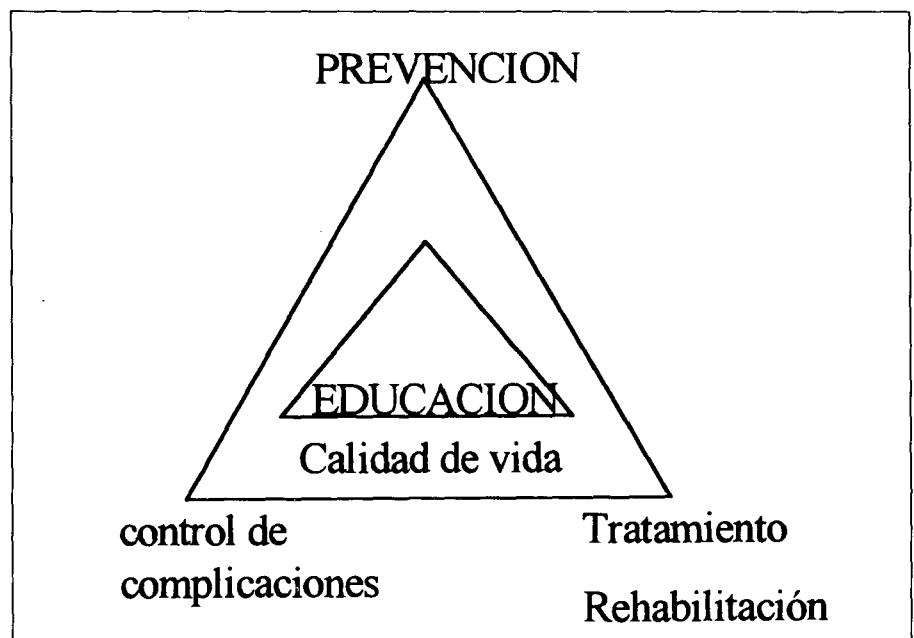 PREVENCION
EDUCACION
Calidad de vida
control de
complicaciones
Tratamiento
Rehabilitación